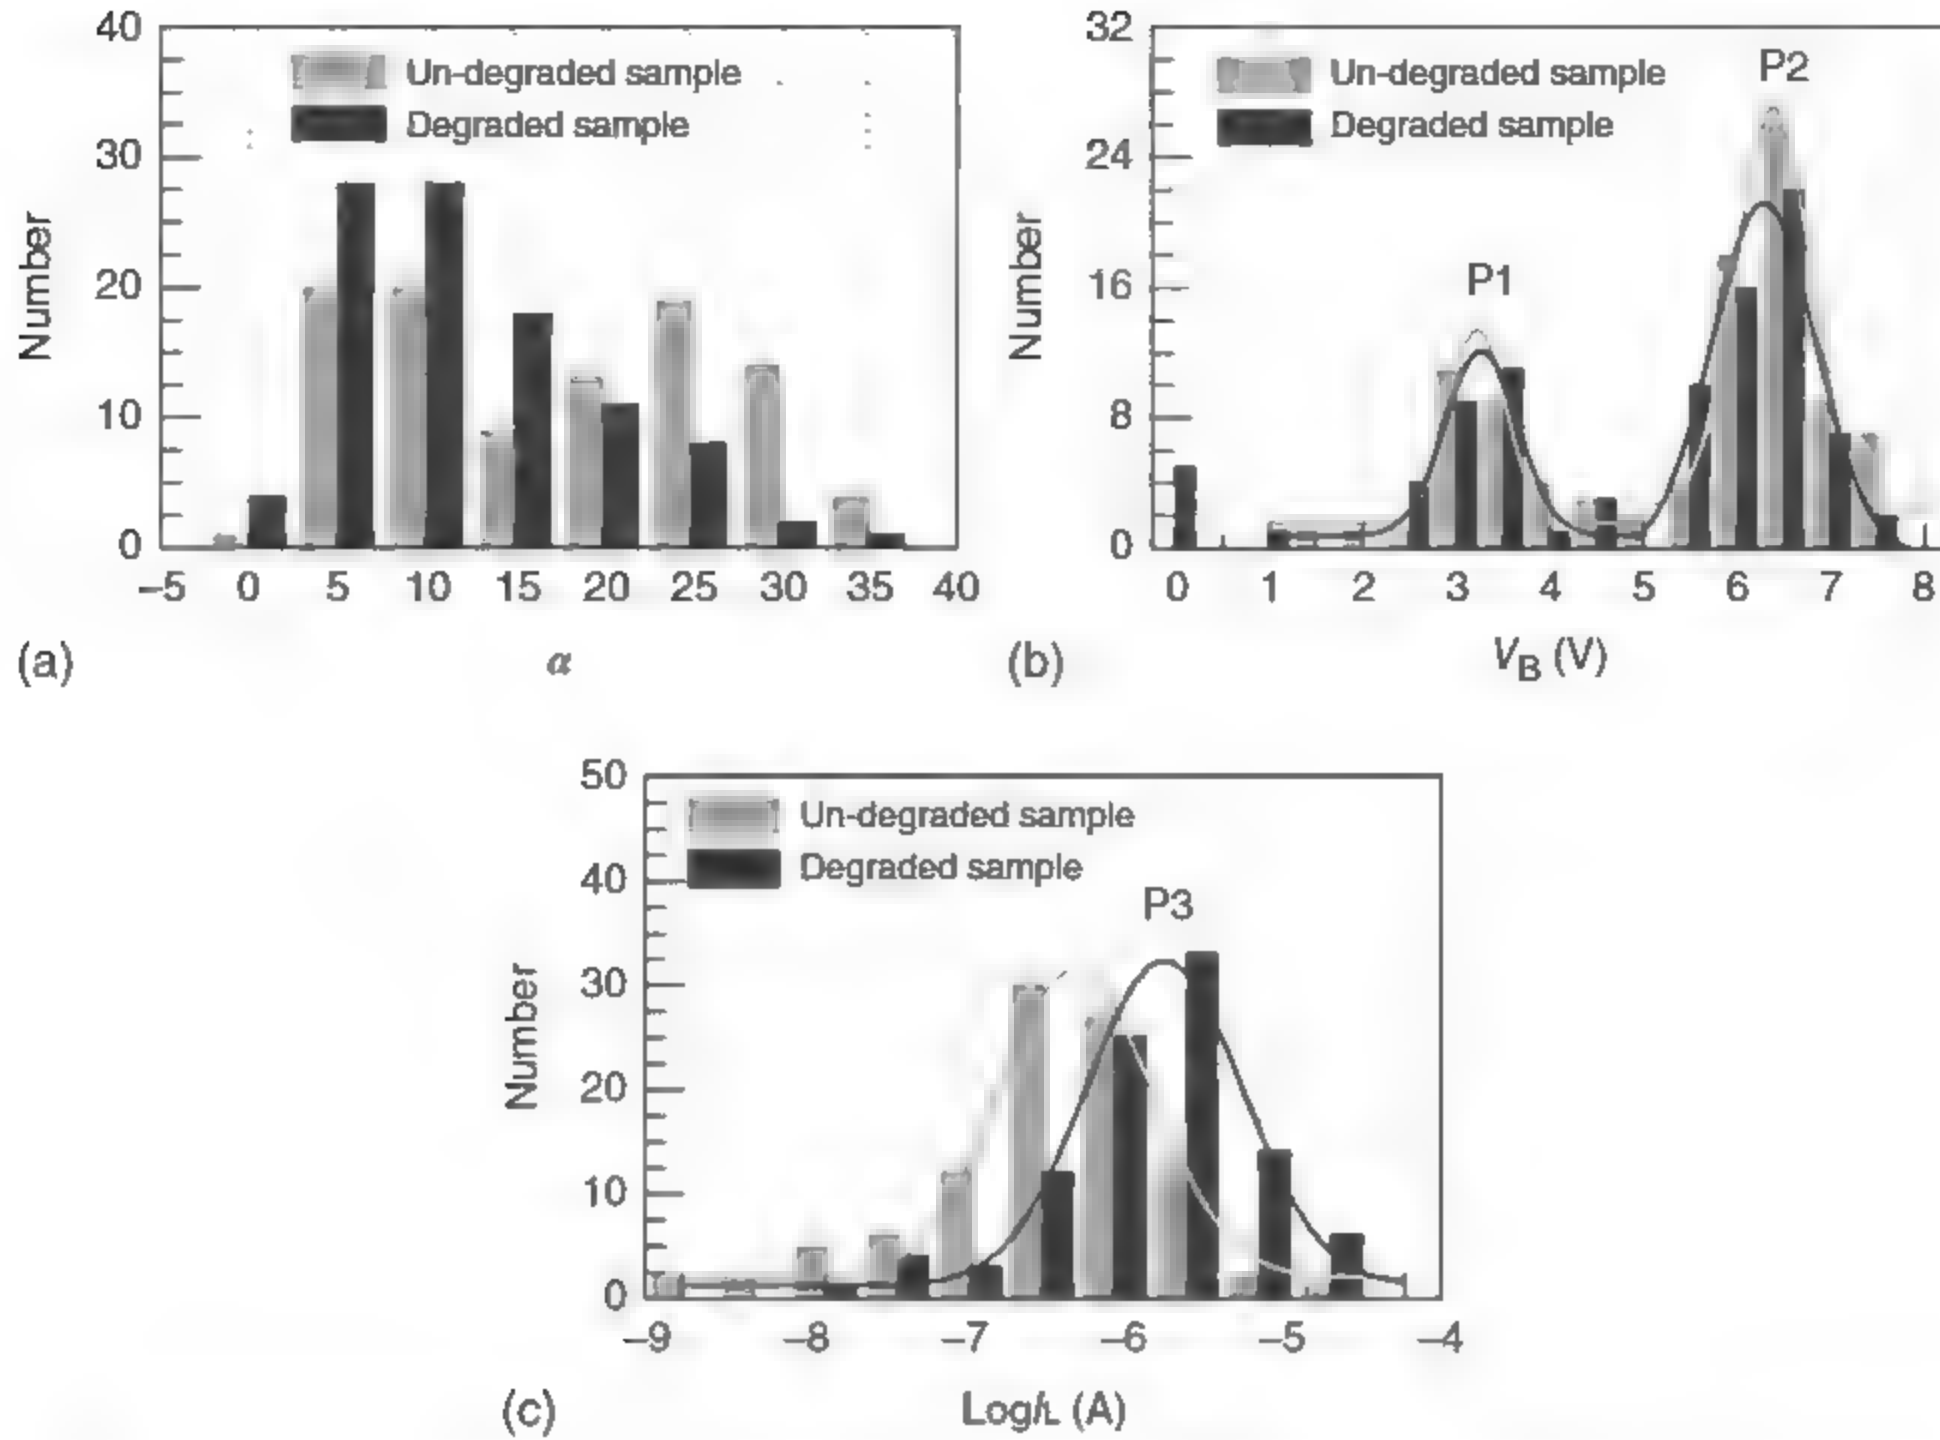 40
30
20
10
0
Number
Un-degraded sample
Degraded sample
–5 0 5 10 15 20 25 30 35 40
(a)
α
32
24
16
8
0
Number
Un-degraded sample
Degraded sample
P1
P2
0 1 2 3 4 5 6 7 8
(b)
VB (V)
50
40
30
20
10
0
Number
Un-degraded sample
Degraded sample
P3
–9 –8 –7 –6 –5 –4
(c)
LogIL (A)